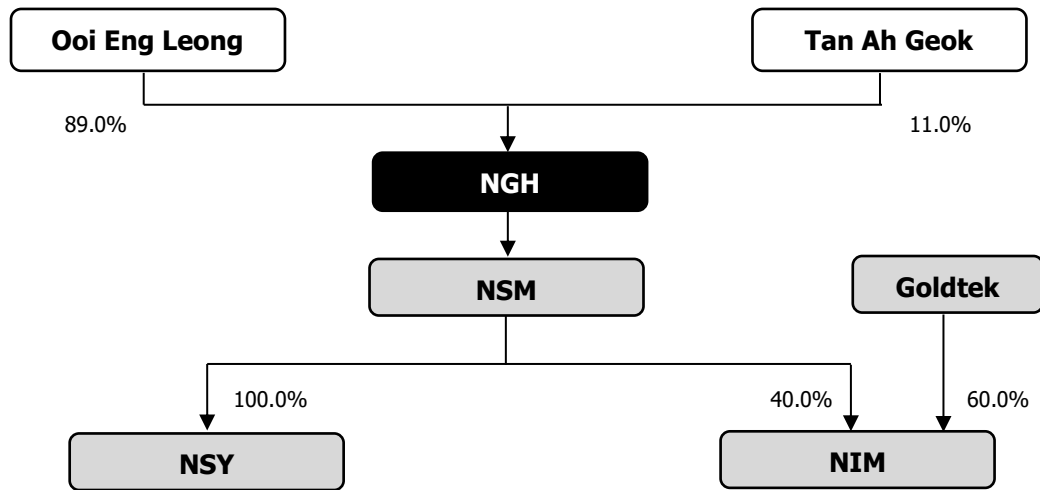 Ooi Eng Leong
Tan Ah Geok
89.0%
11.0%
NGH
NSM
Goldtek
100.0%
40.0%
60.0%
NSY
NIM